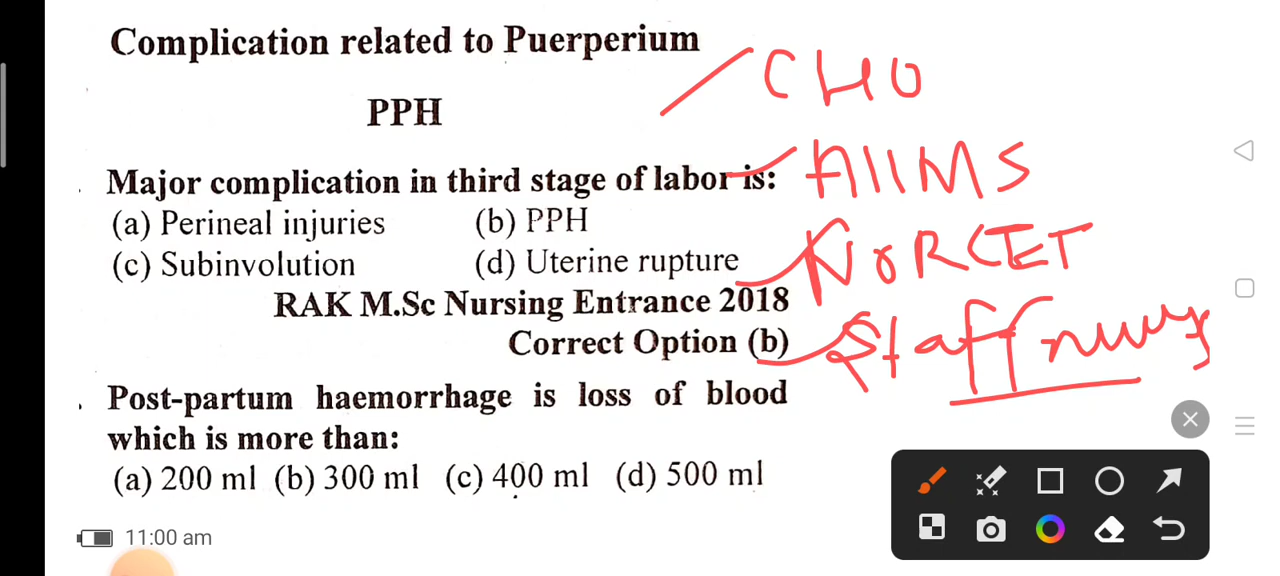 Complication related to Puerperium
CHO
PPH
AIIMS
Major complication in third stage of labor is:
(a) Perineal injuries (b) PPH
(c) Subinvolution (d) Uterine rupture
NORCET
RAK M.Sc Nursing Entrance 2018
Correct Option (b)
Staff nurse
Post-partum haemorrhage is loss of blood
which is more than:
(a) 200 ml (b) 300 ml (c) 400 ml (d) 500 ml
11:00 am